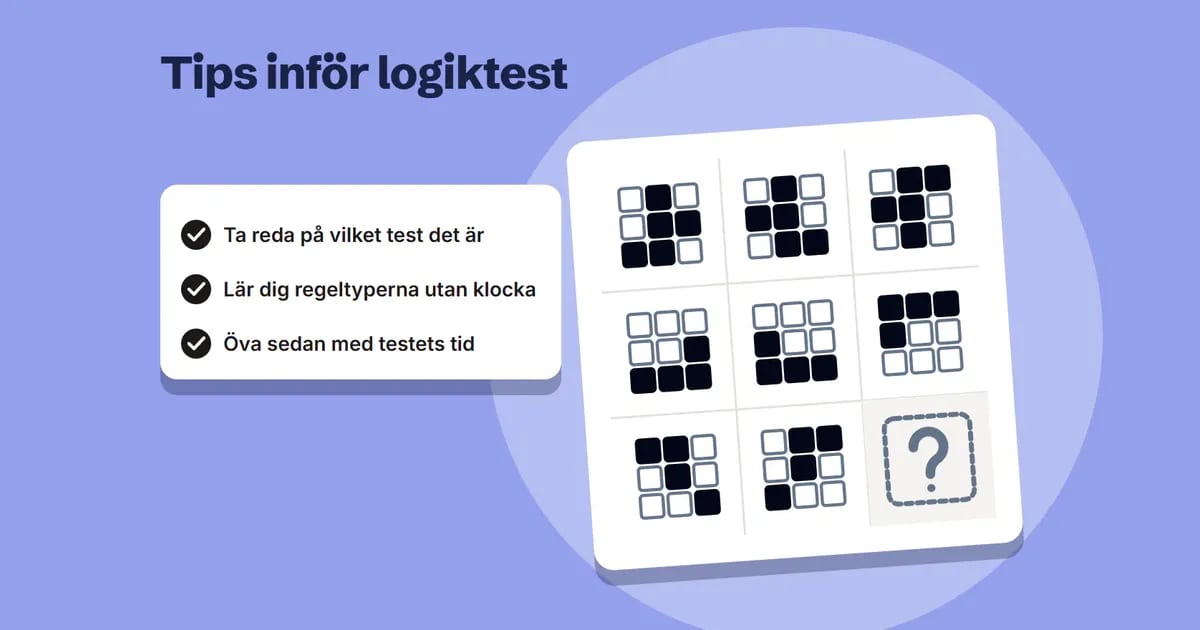 Tips inför logiktest
Ta reda på vilket test det är
Lär dig regeltyperna utan klocka
Öva sedan med testets tid
?